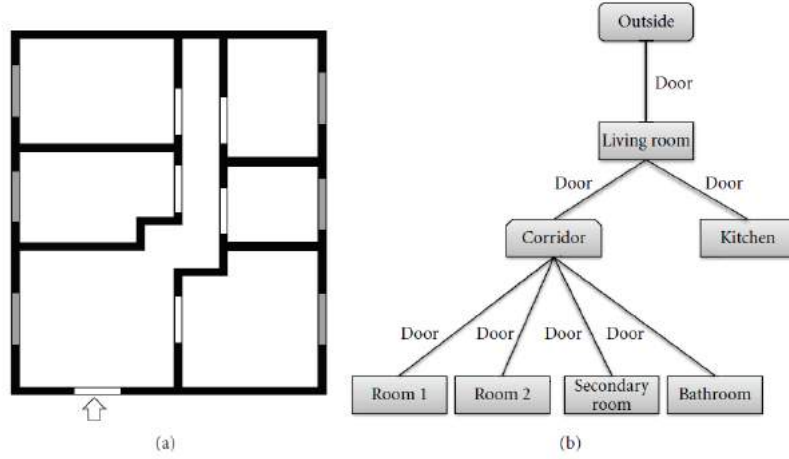 Outside
Door
Living room
Door
Door
Corridor
Kitchen
Door
Door
Door
Door
Room 1
Room 2
Secondary
room
Bathroom
(a)
(b)